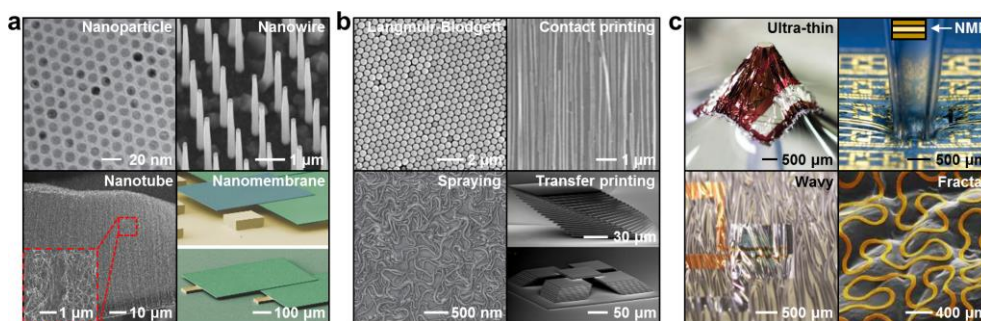 a
Nanoparticle
20 nm
Nanowire
1 µm
Nanotube
1 µm
10 µm
Nanomembrane
100 µm
b
Langmuir-Blodgett
2 µm
Contact printing
1 µm
Spraying
500 nm
Transfer printing
30 µm
50 µm
c
Ultra-thin
500 µm
NMP
500 µm
Wavy
500 µm
Fractal
400 µm